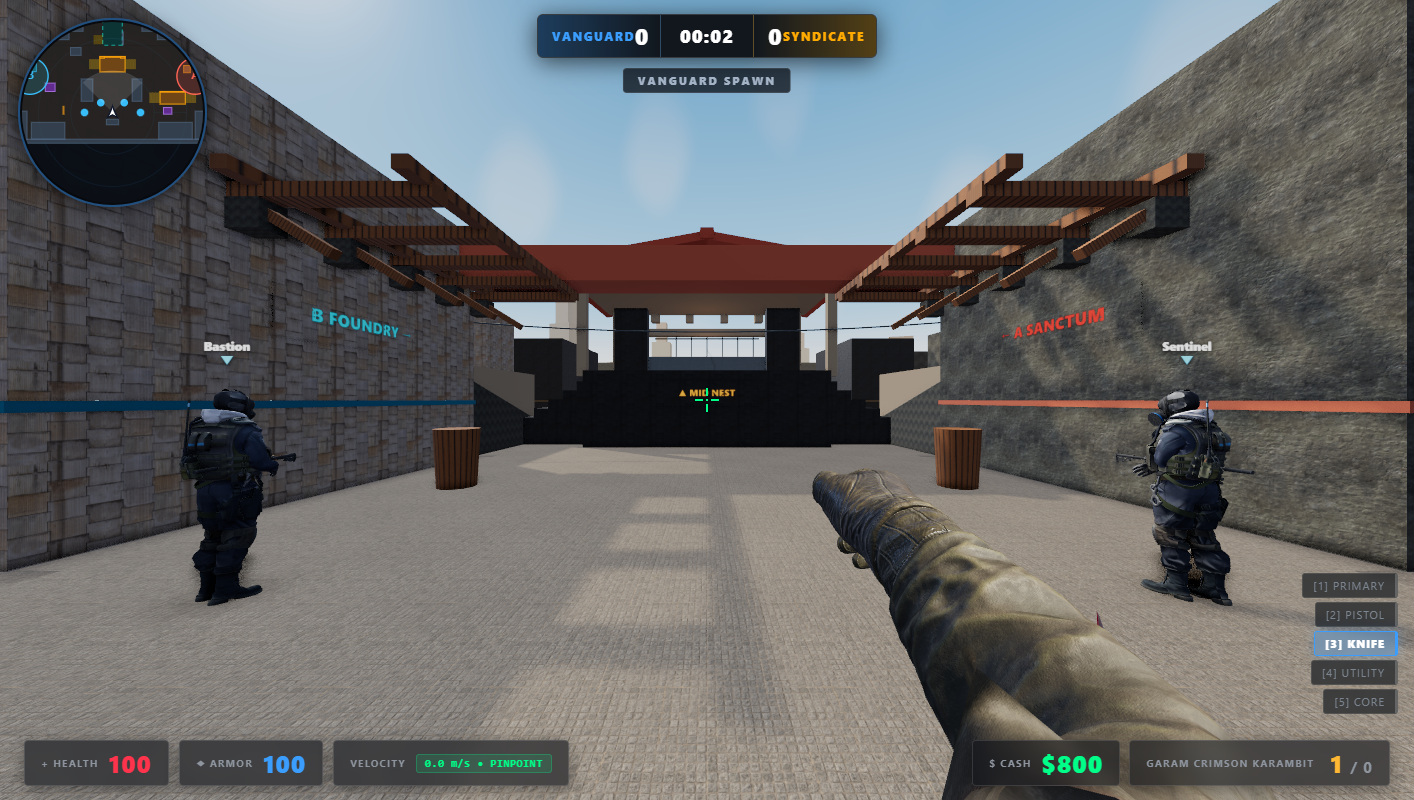 VANGUARD 0 00:02 0 SYNDICATE
VANGUARD SPAWN
B FOUNDRY
A SANCTUM
Bastion
Sentinel
▲ MID NEST
[1] PRIMARY
[2] PISTOL
[3] KNIFE
[4] UTILITY
[5] CORE
+ HEALTH 100
◆ ARMOR 100
VELOCITY 0.0 m/s • PINPOINT
$ CASH $800
GARAM CRIMSON KARAMBIT 1 / 0